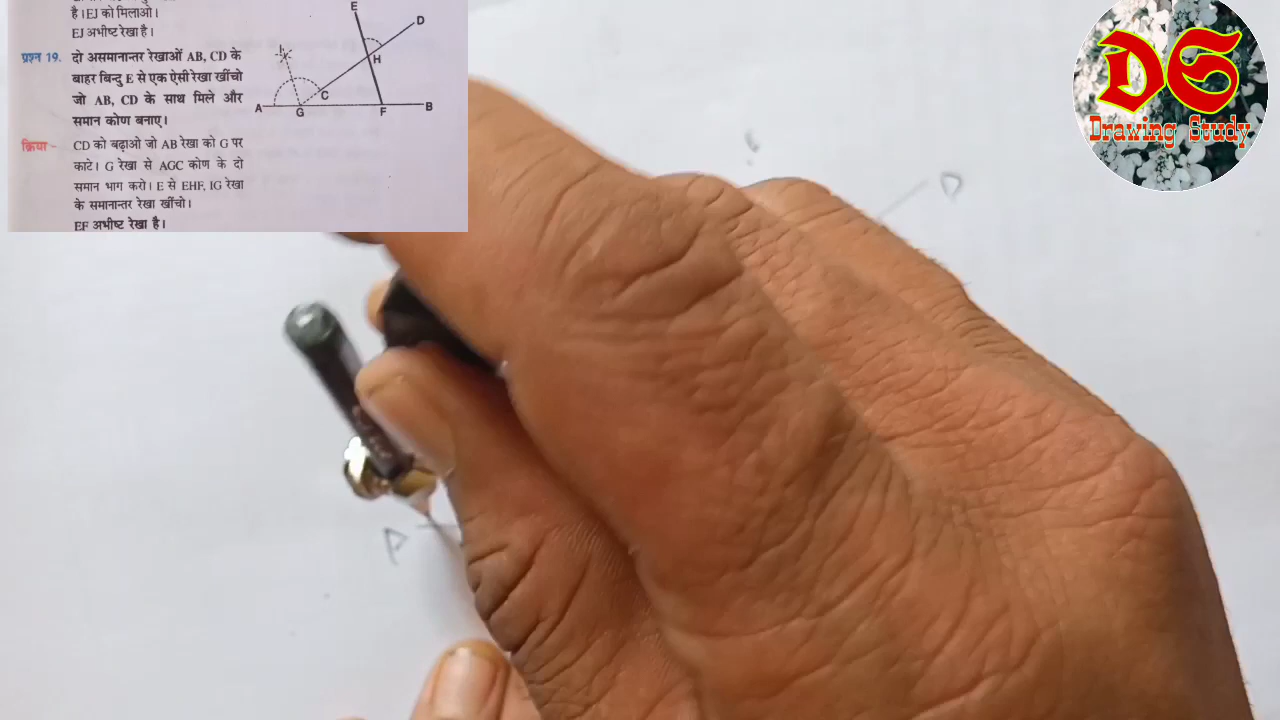 है। EJ को मिलाओ।
EJ अभीष्ट रेखा है।
प्रश्न 19. दो असमानान्तर रेखाओं AB, CD के
बाहर बिन्दु E से एक ऐसी रेखा खींचो
जो AB, CD के साथ मिले और
समान कोण बनाए।
क्रिया - CD को बढ़ाओ जो AB रेखा को G पर
काटे। G रेखा से AGC कोण के दो
समान भाग करो। E से EHF, IG रेखा
के समानान्तर रेखा खींचो।
EF अभीष्ट रेखा है।
E
D
H
C
A
G
F
B
DS
Drawing Study
D
A